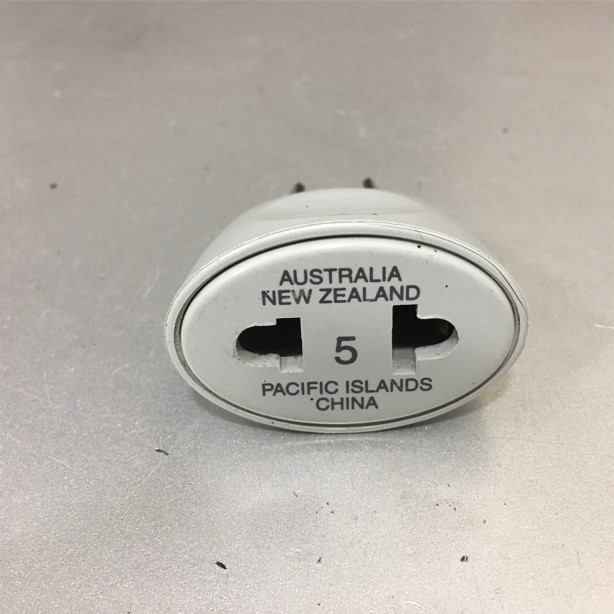 AUSTRALIA
NEW ZEALAND
5
PACIFIC ISLANDS
CHINA